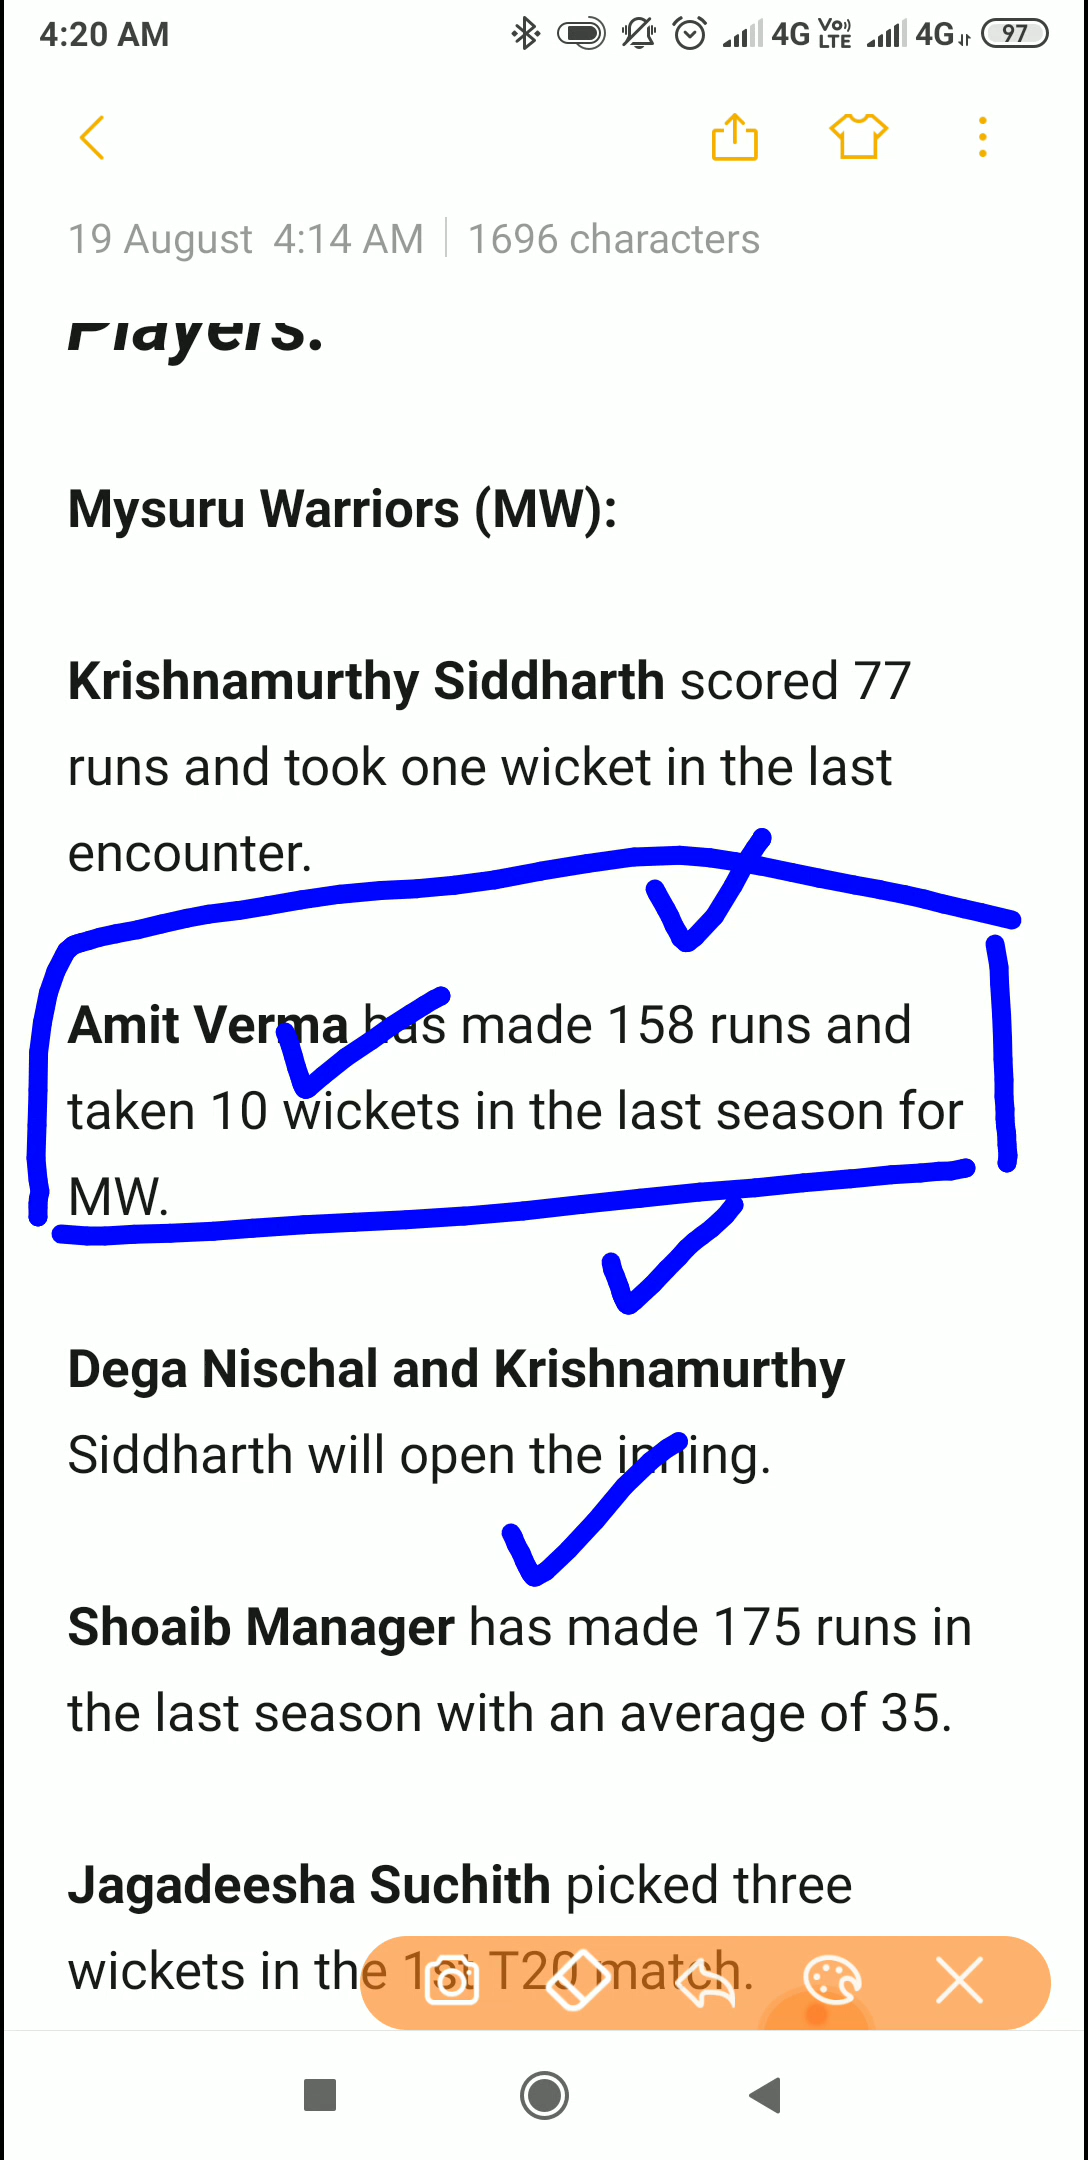 4:20 AM 4G Vo)) LTE 4G 97
19 August 4:14 AM 1696 characters
Players.
Mysuru Warriors (MW):
Krishnamurthy Siddharth scored 77
runs and took one wicket in the last
encounter.
Amit Verma has made 158 runs and
taken 10 wickets in the last season for
MW.
Dega Nischal and Krishnamurthy
Siddharth will open the inning.
Shoaib Manager has made 175 runs in
the last season with an average of 35.
Jagadeesha Suchith picked three
wickets in the 1st T20 match.